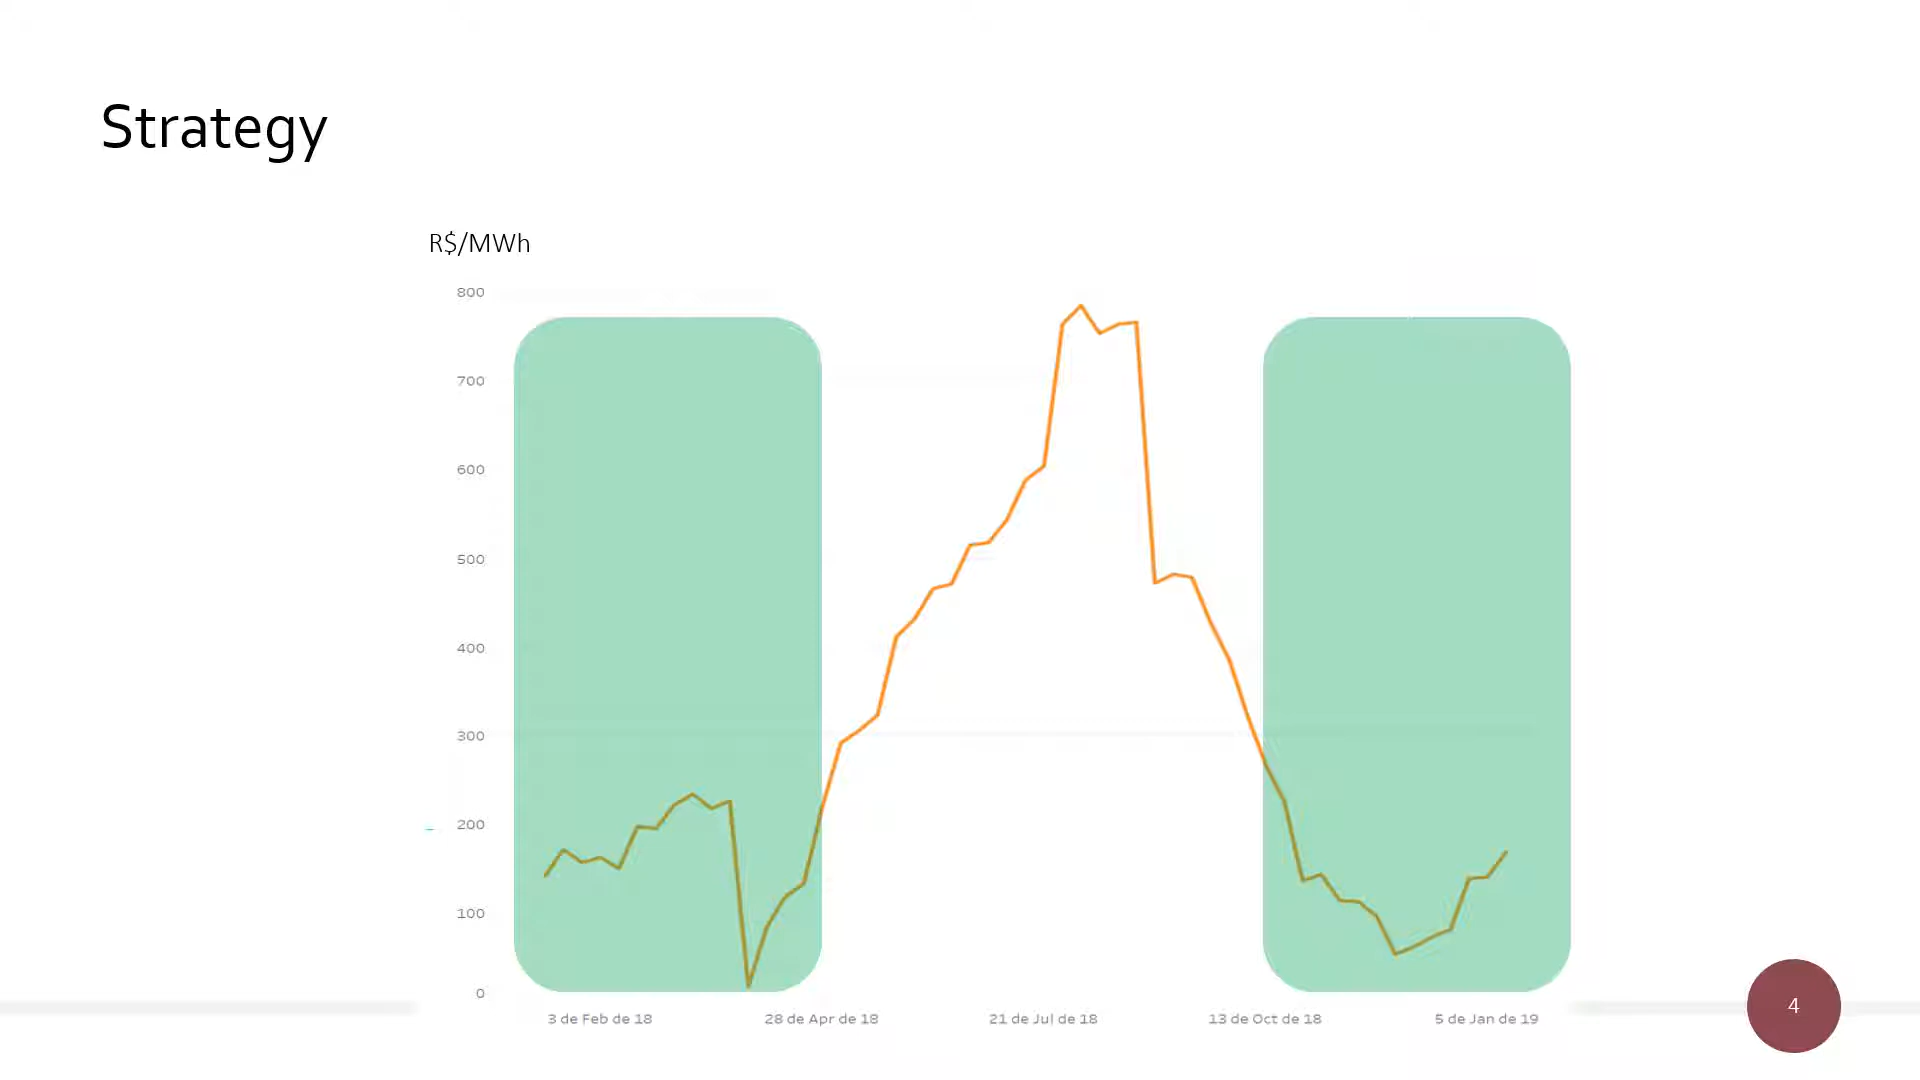 Strategy
R$/MWh
800
700
600
500
400
300
200
100
0
3 de Feb de 18
28 de Apr de 18
21 de Jul de 18
13 de Oct de 18
5 de Jan de 19
4